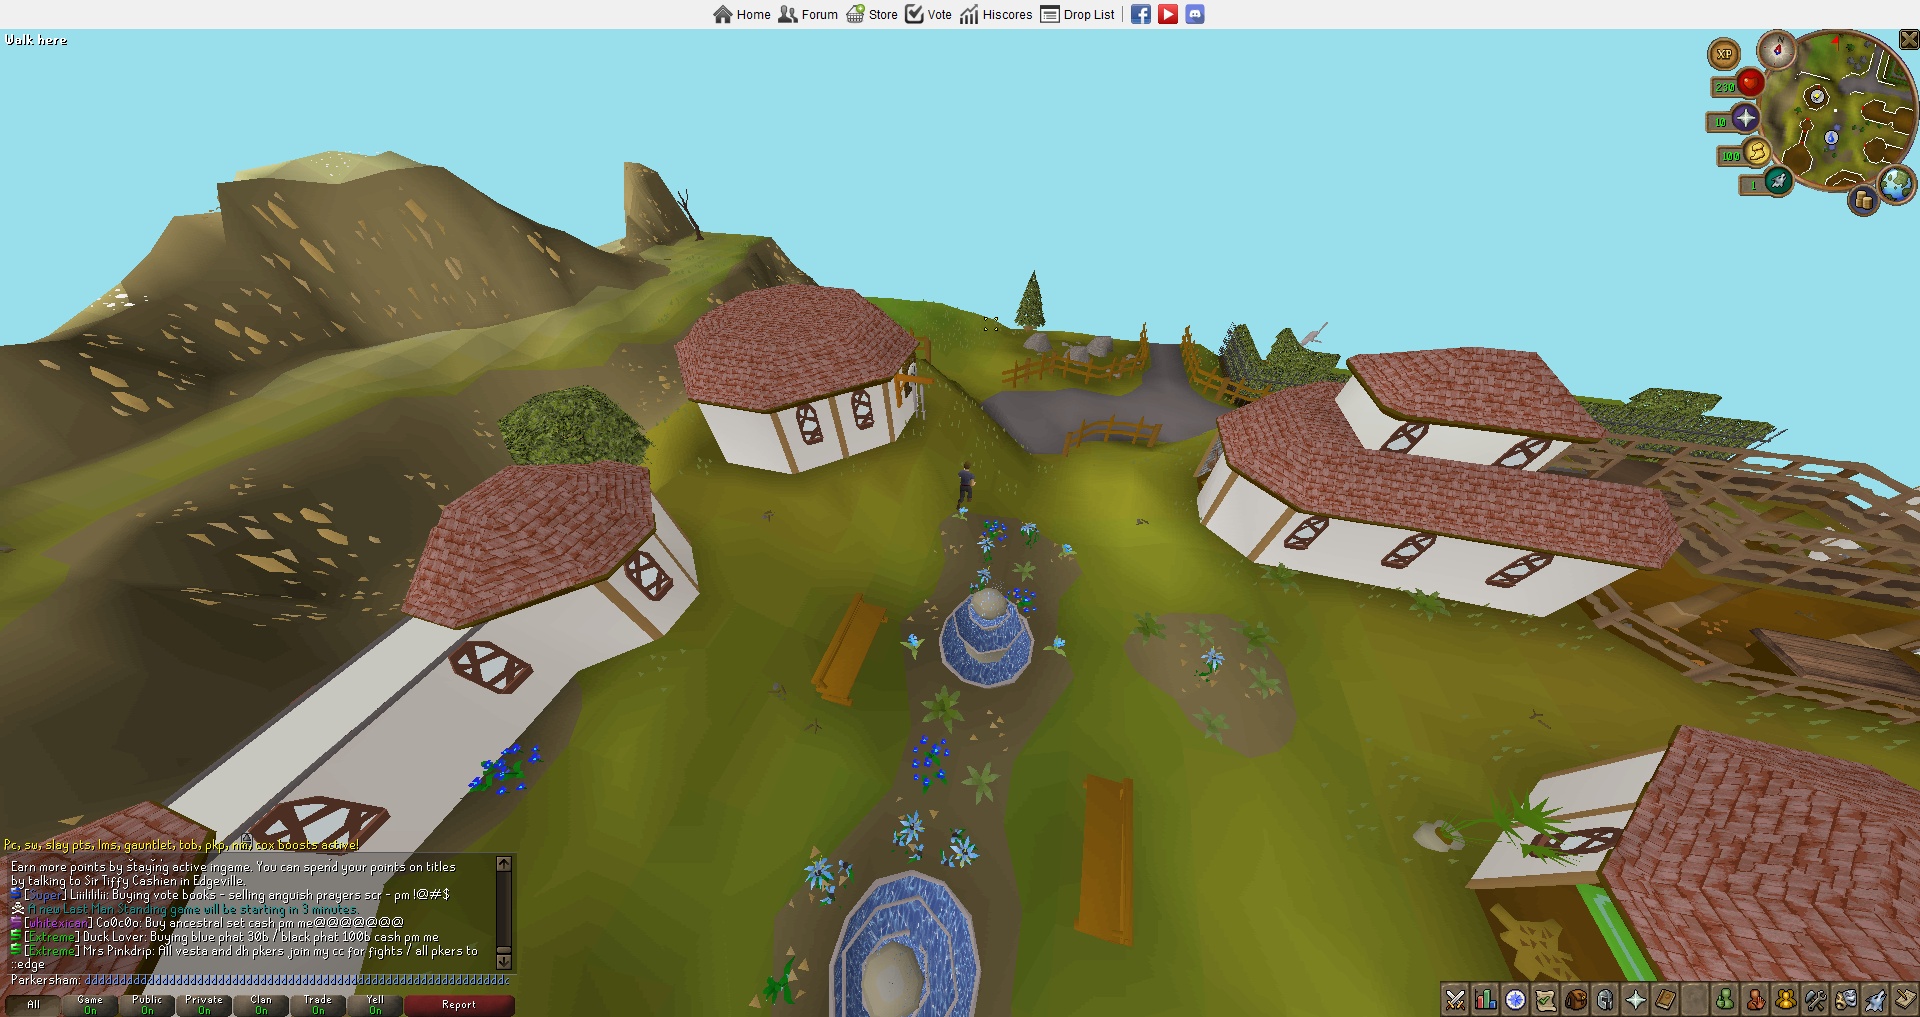 Home Forum Store Vote Hiscores Drop List
Walk here
XP
N
230
10
100
1
Pc, sw, slay pts, lms, gauntlet, tob, pkp, nm, cox boosts active!
Earn more points by staying active ingame. You can spend your points on titles
by talking to Sir Tiffy Cashien in Edgeville.
[Super] Liiililiii: Buying vote books - selling anguish prayers scr - pm !@#$
A new Last Man Standing game will be starting in 3 minutes.
[whitexican] Co0c0o: Buy ancestral set cash pm me@@@@@@@
[Extreme] Duck Lover: Buying blue phat 30b / black phat 100b cash pm me
[Extreme] Mrs Pinkdrip: All vesta and dh pkers join my cc for fights / all pkers to
::edge
Parkersham:
All Game Public Private Clan Trade Yell Report
On On On On On On